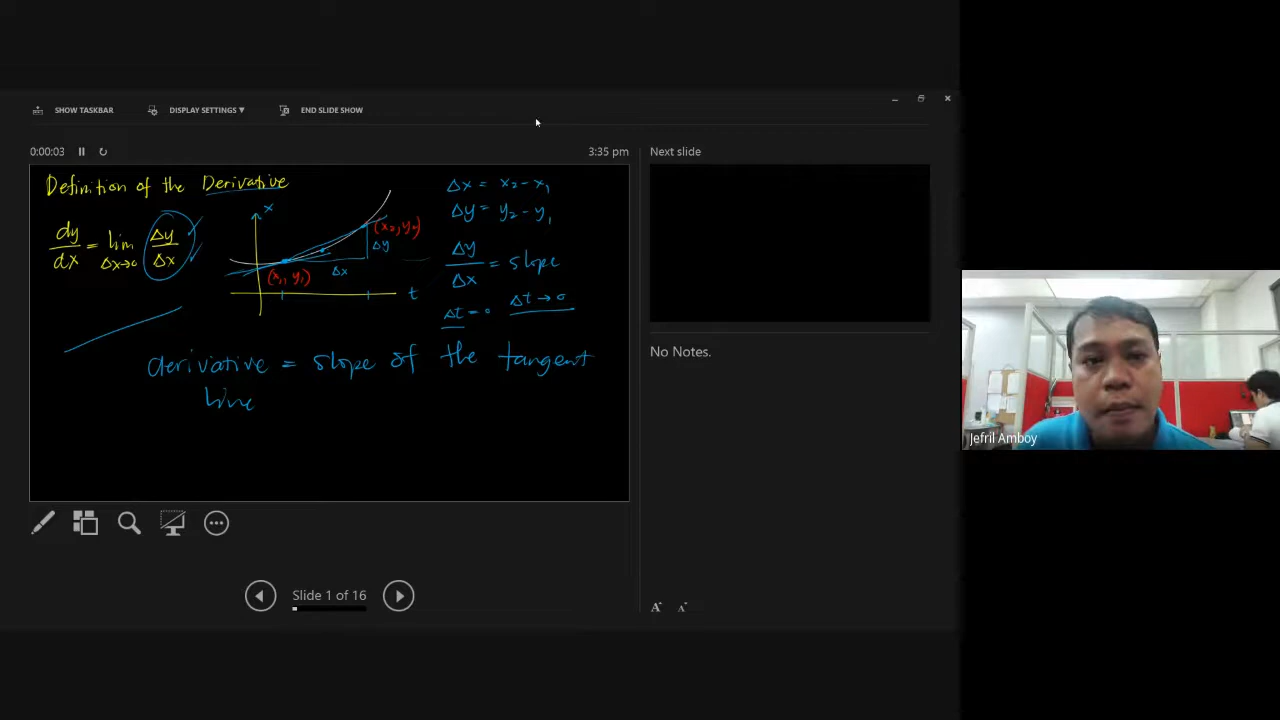 SHOW TASKBAR
DISPLAY SETTINGS ▼
END SLIDE SHOW
0:00:03
3:35 pm
Next slide
Definition of the Derivative
dy/dx = lim Δx→0 Δy/Δx
x
(x₂, y₂)
Δy
Δx
(x₁, y₁)
t
Δx = x₂ - x₁
Δy = y₂ - y₁
Δy/Δx = slope
Δt = 0 Δt → 0
derivative = slope of the tangent
line
No Notes.
Jefril Amboy
Slide 1 of 16
A A